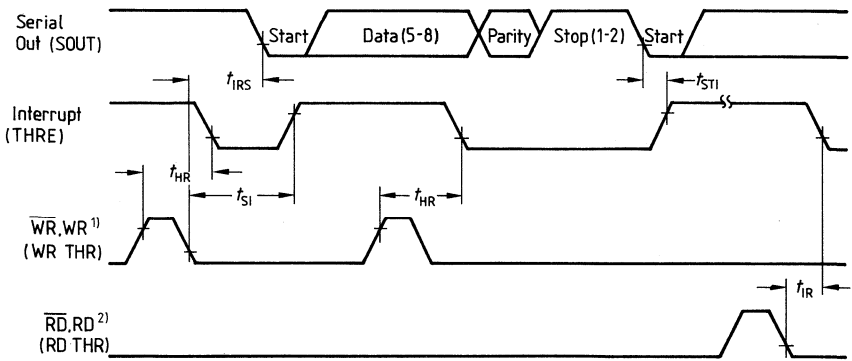 Serial
Out (SOUT)
Start
Data (5-8)
Parity
Stop (1-2)
Start
tIRS
tSTI
Interrupt
(THRE)
tHR
tSI
tHR
WR, WR 1)
(WR THR)
tIR
RD, RD 2)
(RD THR)